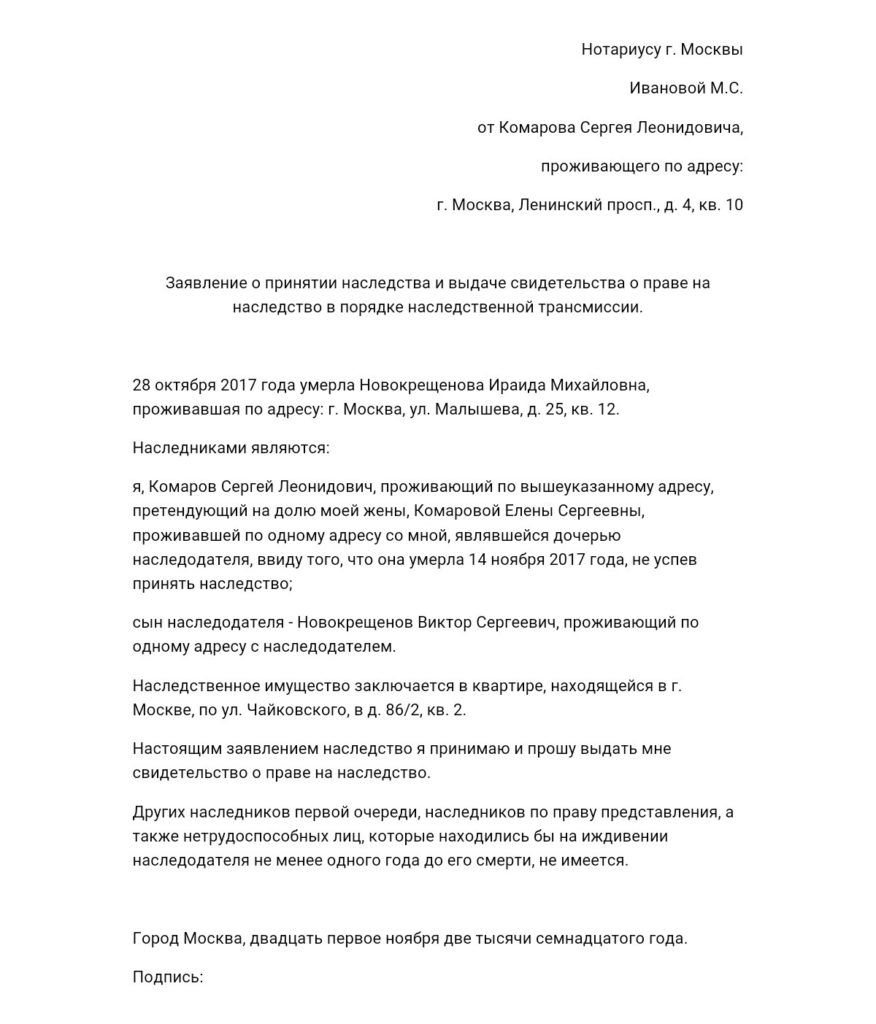 Нотариусу г. Москвы
Ивановой М.С.
от Комарова Сергея Леонидовича,
проживающего по адресу:
г. Москва, Ленинский просп., д. 4, кв. 10
Заявление о принятии наследства и выдаче свидетельства о праве на
наследство в порядке наследственной трансмиссии.
28 октября 2017 года умерла Новокрещенова Ираида Михайловна,
проживавшая по адресу: г. Москва, ул. Малышева, д. 25, кв. 12.
Наследниками являются:
я, Комаров Сергей Леонидович, проживающий по вышеуказанному адресу,
претендующий на долю моей жены, Комаровой Елены Сергеевны,
проживавшей по одному адресу со мной, являвшейся дочерью
наследодателя, ввиду того, что она умерла 14 ноября 2017 года, не успев
принять наследство;
сын наследодателя - Новокрещенов Виктор Сергеевич, проживающий по
одному адресу с наследодателем.
Наследственное имущество заключается в квартире, находящейся в г.
Москве, по ул. Чайковского, в д. 86/2, кв. 2.
Настоящим заявлением наследство я принимаю и прошу выдать мне
свидетельство о праве на наследство.
Других наследников первой очереди, наследников по праву представления, а
также нетрудоспособных лиц, которые находились бы на иждивении
наследодателя не менее одного года до его смерти, не имеется.
Город Москва, двадцать первое ноября две тысячи семнадцатого года.
Подпись: